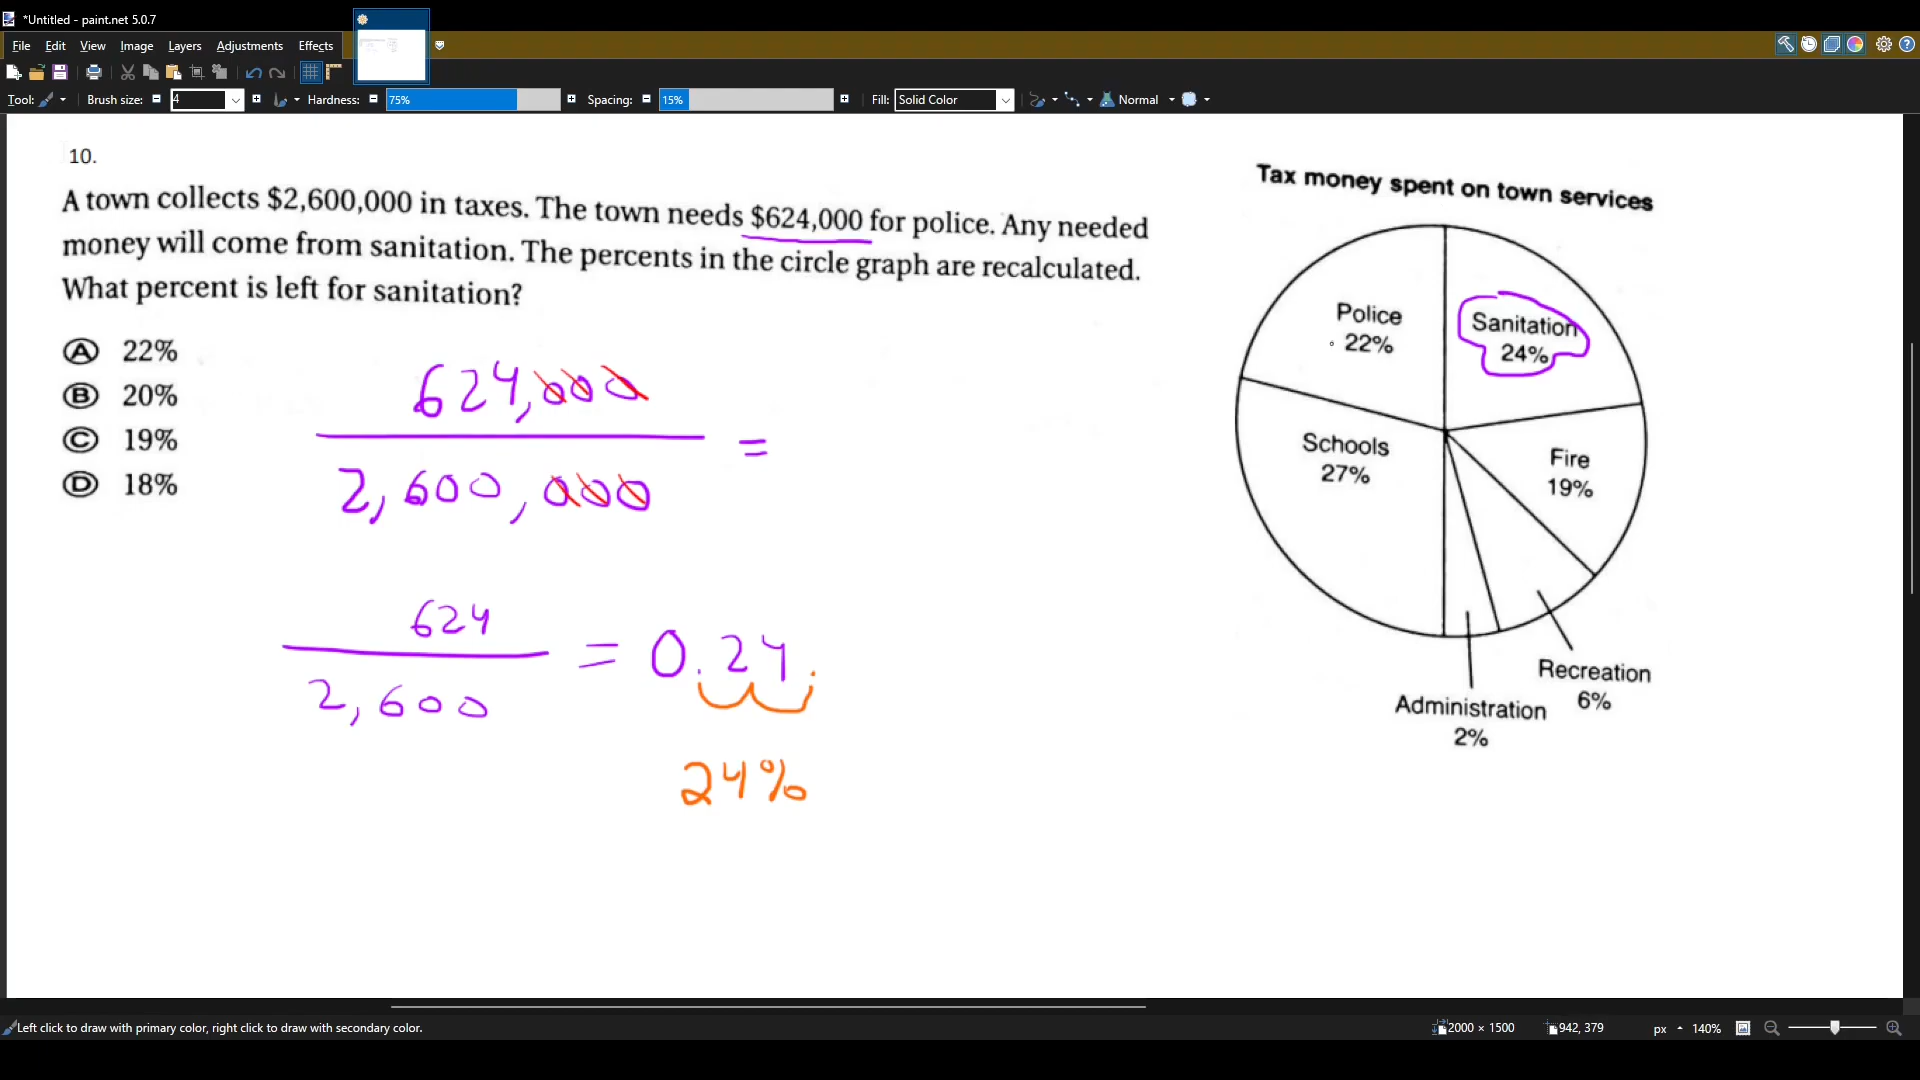 *Untitled - paint.net 5.0.7
File Edit View Image Layers Adjustments Effects
Tool: Brush size: 4 Hardness: 75% Spacing: 15% Fill: Solid Color Normal
10.
A town collects $2,600,000 in taxes. The town needs $624,000 for police. Any needed
money will come from sanitation. The percents in the circle graph are recalculated.
What percent is left for sanitation?
A 22%
B 20%
C 19%
D 18%
624,000
=
2,600,000
624
= 0.24.
2,600
24%
Tax money spent on town services
Police
22%
Sanitation
24%
Schools
27%
Fire
19%
Recreation
6%
Administration
2%
Left click to draw with primary color, right click to draw with secondary color.
2000 × 1500 942, 379 px 140%